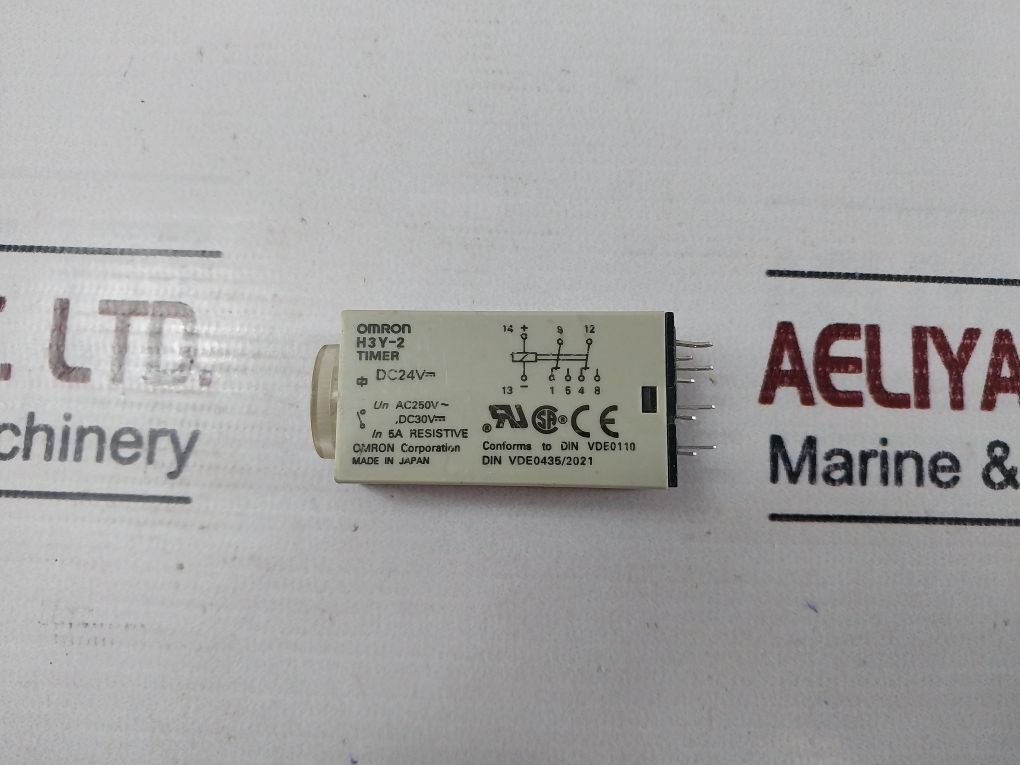 OMRON
H3Y-2
TIMER
DC24V
Un AC250V~
,DC30V
In 5A RESISTIVE
OMRON Corporation
MADE IN JAPAN
14 + 9 12
13 − 1 5 4 8
® ® CE
Conforms to DIN VDE0110
DIN VDE0435/2021
LTD.
chinery
AELIYA
Marine &